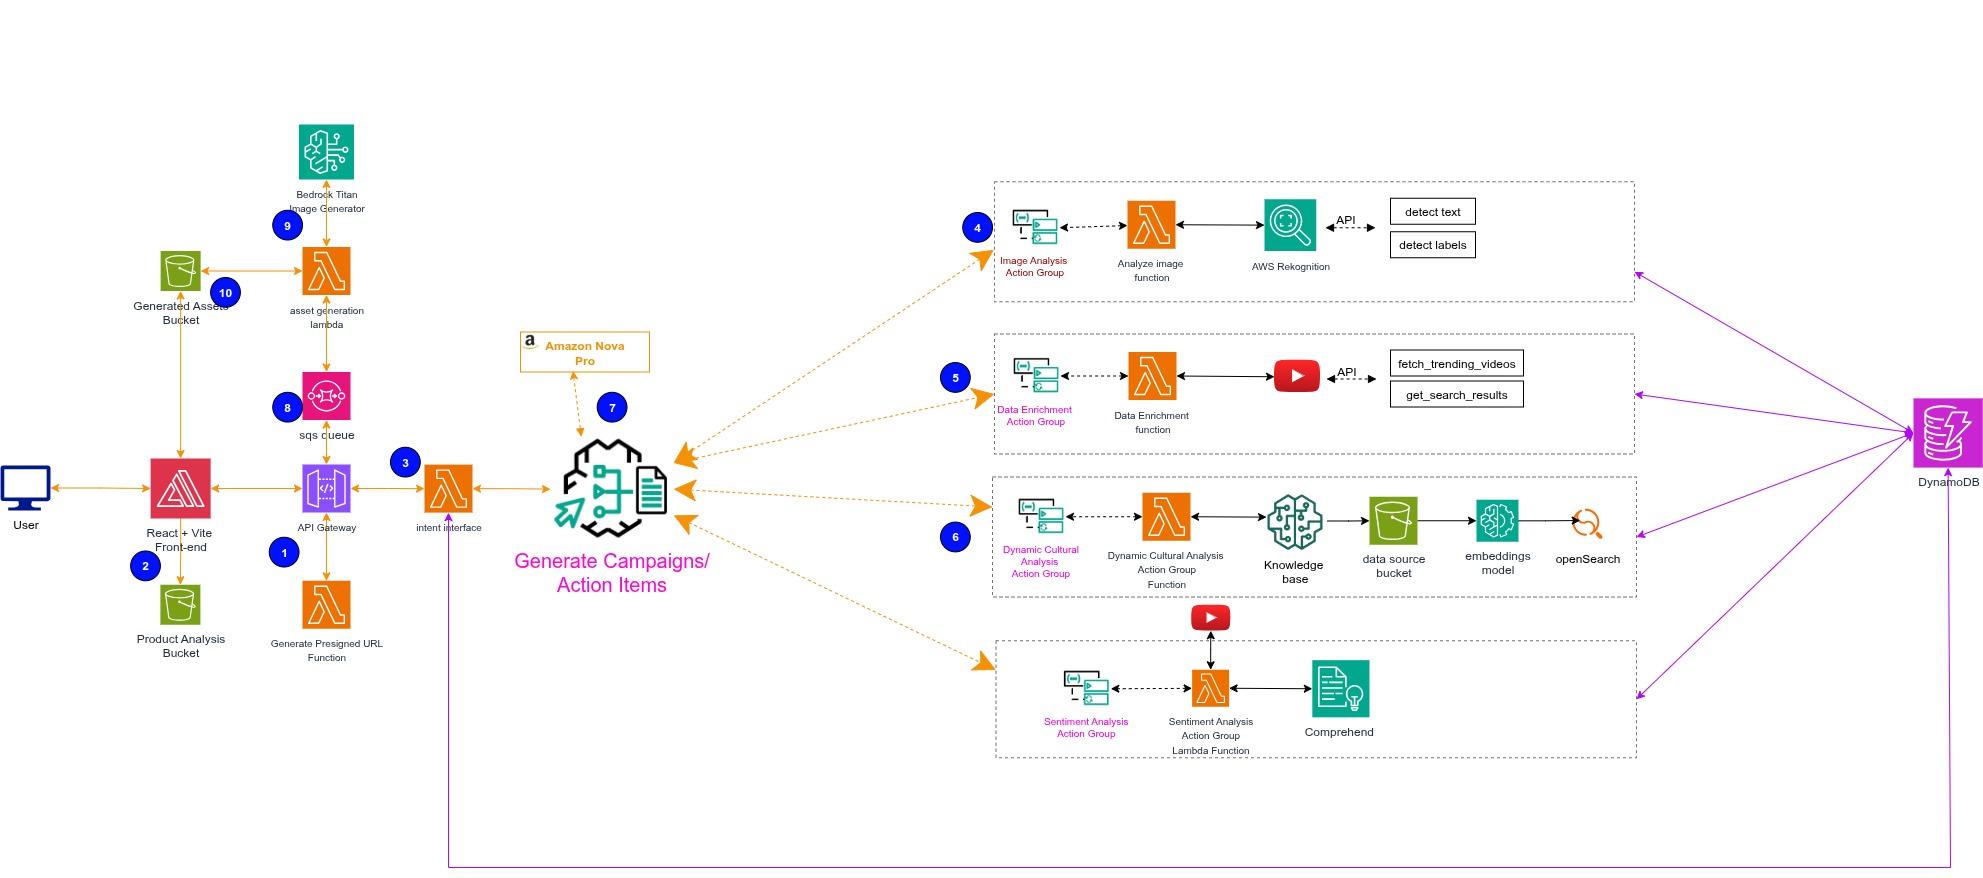 Bedrock Titan
Image Generator
9
Generated Assets
Bucket
10
asset generation
lambda
8
sqs queue
User
React + Vite
Front-end
API Gateway
3
intent interface
2
Product Analysis
Bucket
1
Generate Presigned URL
Function
a
Amazon Nova
Pro
7
Generate Campaigns/
Action Items
4
Image Analysis
Action Group
Analyze image
function
AWS Rekognition
API
detect text
detect labels
5
Data Enrichment
Action Group
Data Enrichment
function
API
fetch_trending_videos
get_search_results
6
Dynamic Cultural
Analysis
Action Group
Dynamic Cultural Analysis
Action Group
Function
Knowledge
base
data source
bucket
embeddings
model
openSearch
Sentiment Analysis
Action Group
Sentiment Analysis
Action Group
Lambda Function
Comprehend
DynamoDB